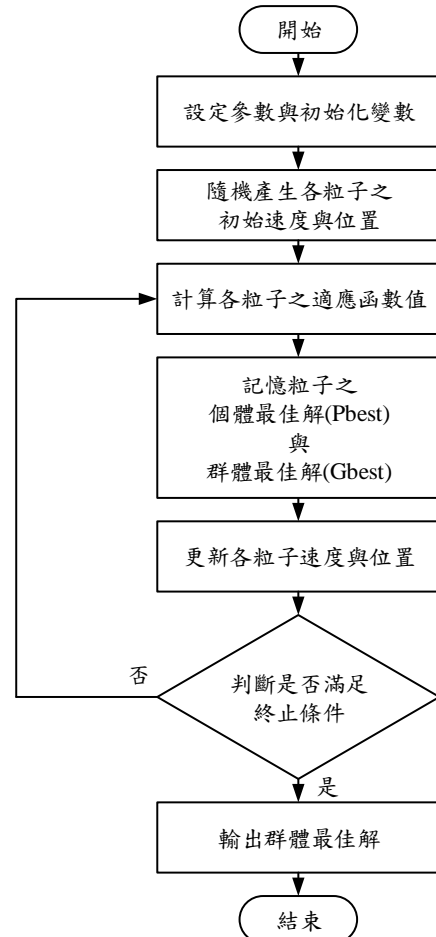 開始
設定參數與初始化變數
隨機產生各粒子之
初始速度與位置
計算各粒子之適應函數值
記憶粒子之
個體最佳解(Pbest)
與
群體最佳解(Gbest)
更新各粒子速度與位置
判斷是否滿足
終止條件
否
是
輸出群體最佳解
結束